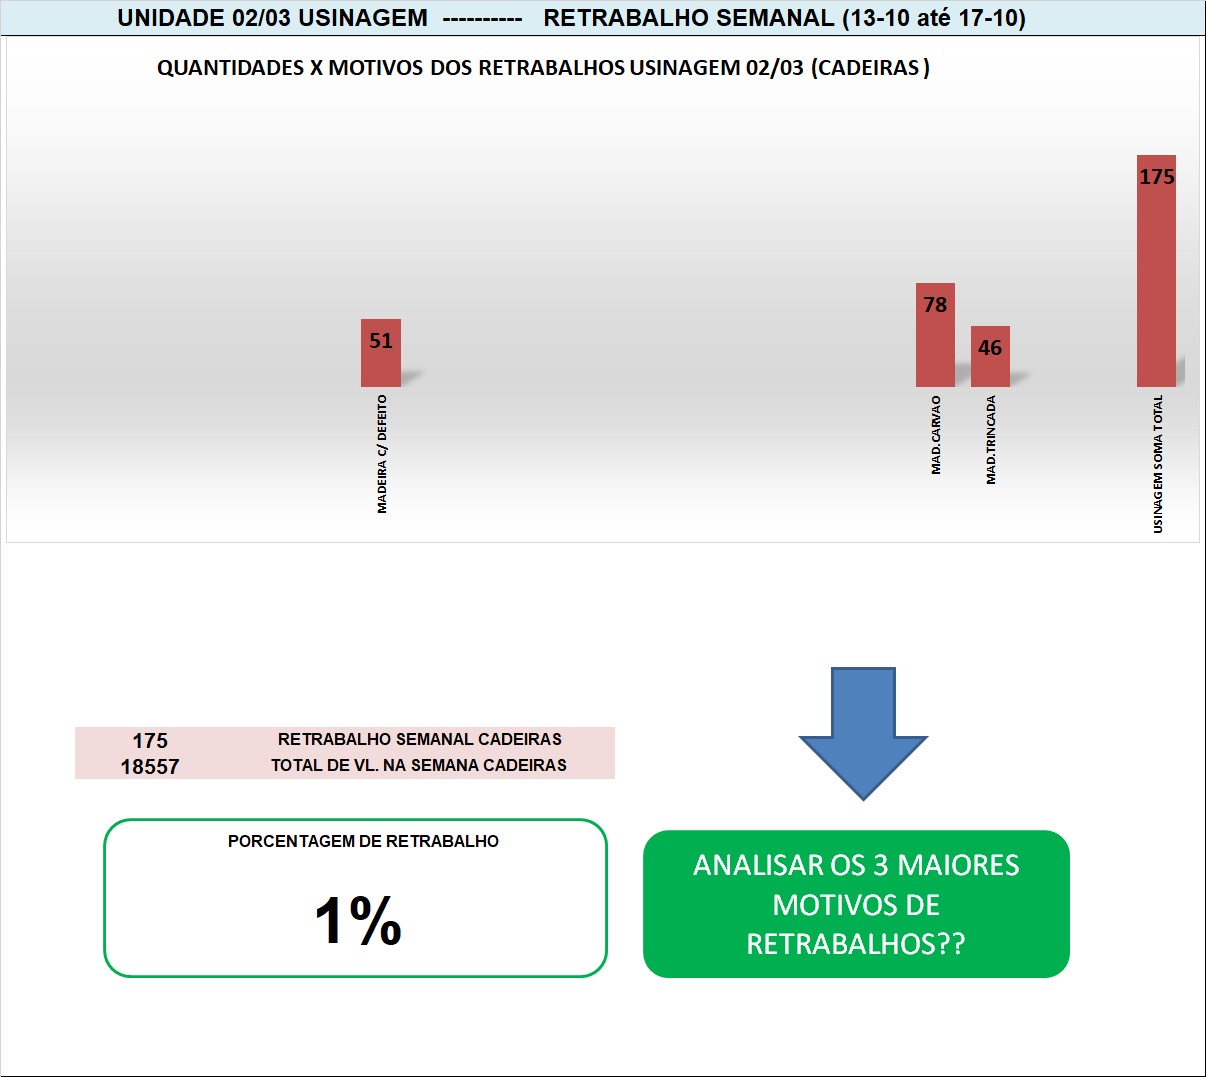 UNIDADE 02/03 USINAGEM ---------- RETRABALHO SEMANAL (13-10 até 17-10)
QUANTIDADES X MOTIVOS DOS RETRABALHOS USINAGEM 02/03 (CADEIRAS )
175
78
51
46
MADEIRA C/ DEFEITO
MAD.CARVAO
MAD.TRINCADA
USINAGEM SOMA TOTAL
175 RETRABALHO SEMANAL CADEIRAS
18557 TOTAL DE VL. NA SEMANA CADEIRAS
PORCENTAGEM DE RETRABALHO
1%
ANALISAR OS 3 MAIORES
MOTIVOS DE
RETRABALHOS??